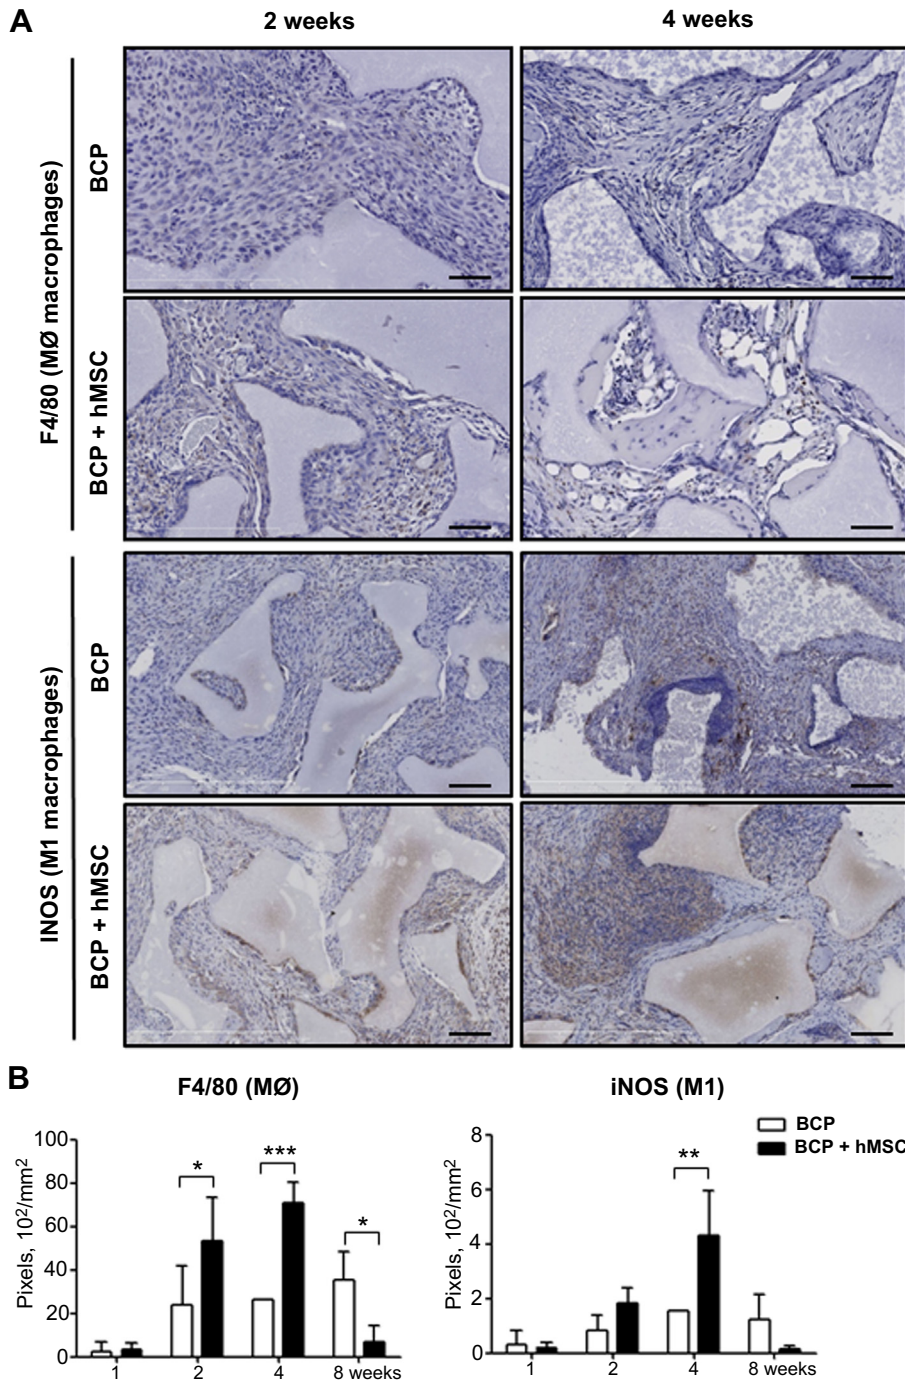 A
2 weeks
4 weeks
F4/80 (MØ macrophages)
BCP
BCP + hMSC
INOS (M1 macrophages)
BCP
BCP + hMSC
B
F4/80 (MØ)
iNOS (M1)
BCP
BCP + hMSC
Pixels, 10²/mm²
100
80
60
40
20
0
*
***
*
1 2 4 8 weeks
Pixels, 10²/mm²
8
6
4
2
0
**
1 2 4 8 weeks